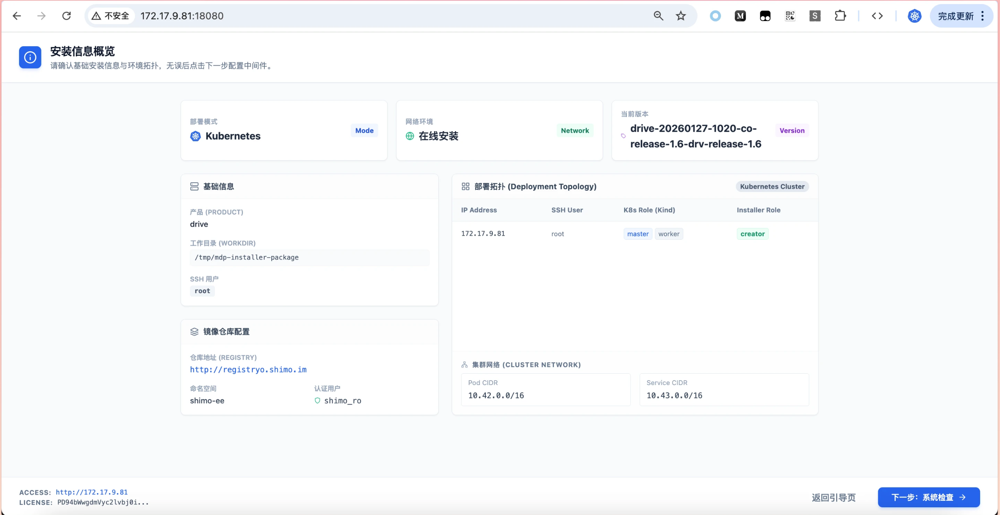 不安全
172.17.9.81:18080
M
S
完成更新
安装信息概览
请确认基础安装信息与环境拓扑，无误后点击下一步配置中间件。
部署模式
Kubernetes
Mode
网络环境
在线安装
Network
当前版本
drive-20260127-1020-co-
release-1.6-drv-release-1.6
Version
基础信息
产品 (PRODUCT)
drive
工作目录 (WORKDIR)
/tmp/mdp-installer-package
SSH 用户
root
镜像仓库配置
仓库地址 (REGISTRY)
http://registryo.shimo.im
命名空间
shimo-ee
认证用户
shimo_ro
部署拓扑 (Deployment Topology)
Kubernetes Cluster
IP Address SSH User K8s Role (Kind) Installer Role
172.17.9.81 root master worker creator
集群网络 (CLUSTER NETWORK)
Pod CIDR
10.42.0.0/16
Service CIDR
10.43.0.0/16
ACCESS: http://172.17.9.81
LICENSE: PD94bWwgdmVyc2lvbj0i...
返回引导页
下一步：系统检查